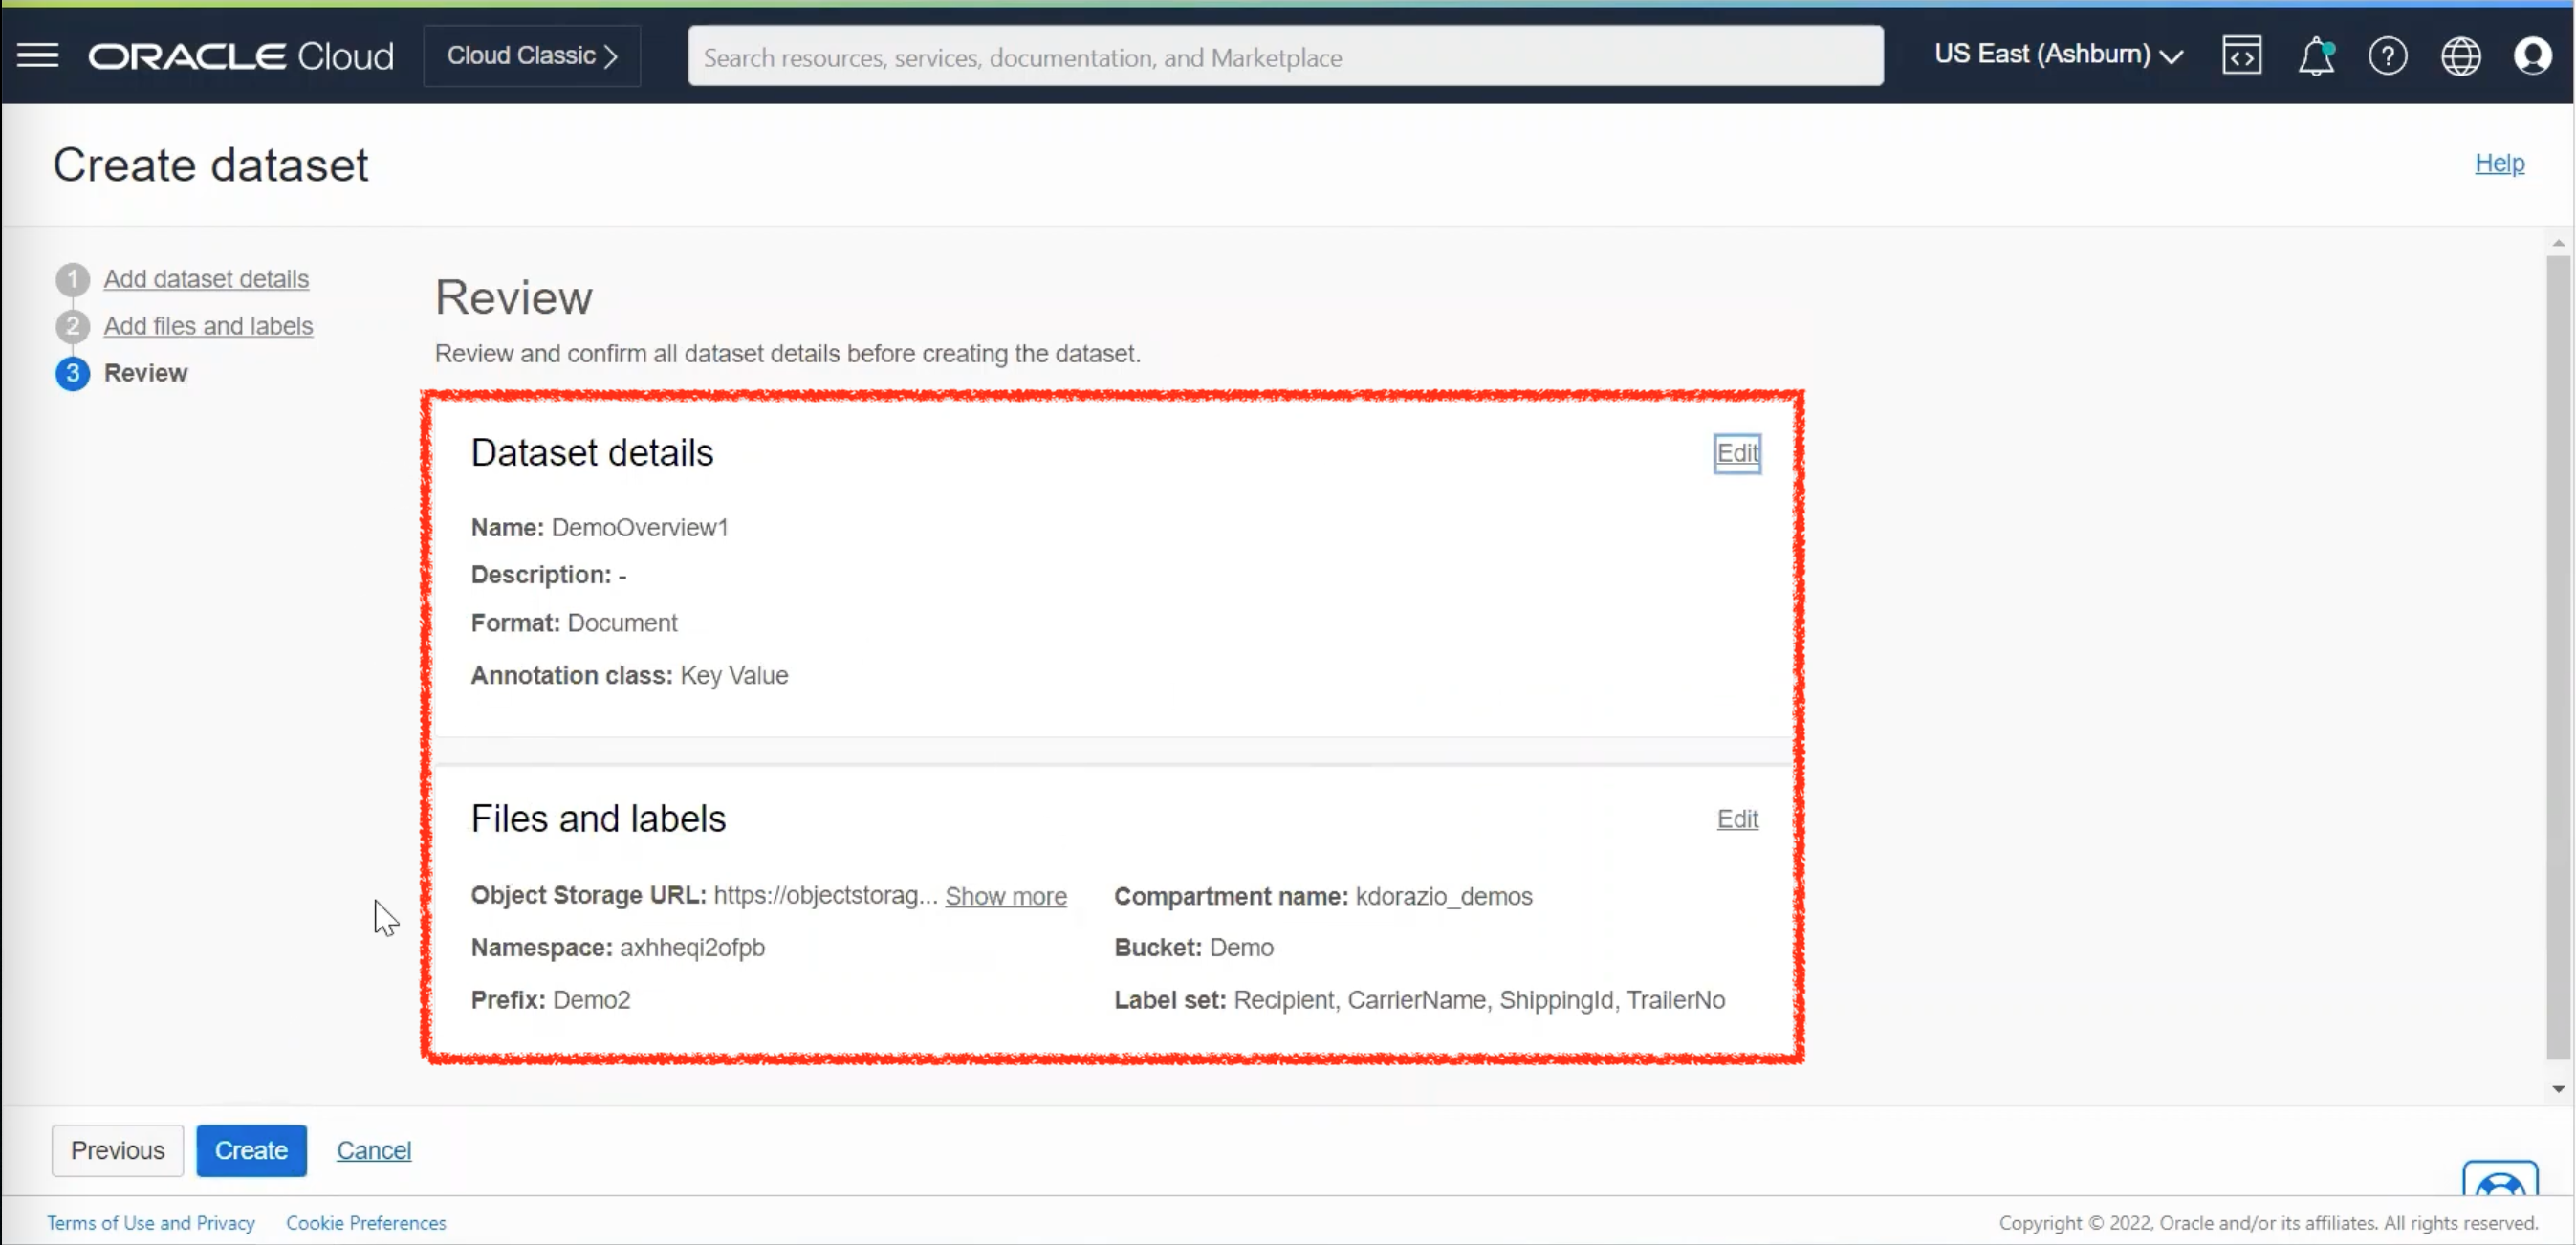 ORACLE Cloud
Cloud Classic
Search resources, services, documentation, and Marketplace
US East (Ashburn)
Create dataset
Help
1 Add dataset details
2 Add files and labels
3 Review
Review
Review and confirm all dataset details before creating the dataset.
Dataset details
Edit
Name: DemoOverview1
Description: -
Format: Document
Annotation class: Key Value
Files and labels
Edit
Object Storage URL: https://objectstorag... Show more
Compartment name: kdorazio_demos
Namespace: axhheqi2ofpb
Bucket: Demo
Prefix: Demo2
Label set: Recipient, CarrierName, ShippingId, TrailerNo
Previous
Create
Cancel
Terms of Use and Privacy
Cookie Preferences
Copyright © 2022, Oracle and/or its affiliates. All rights reserved.